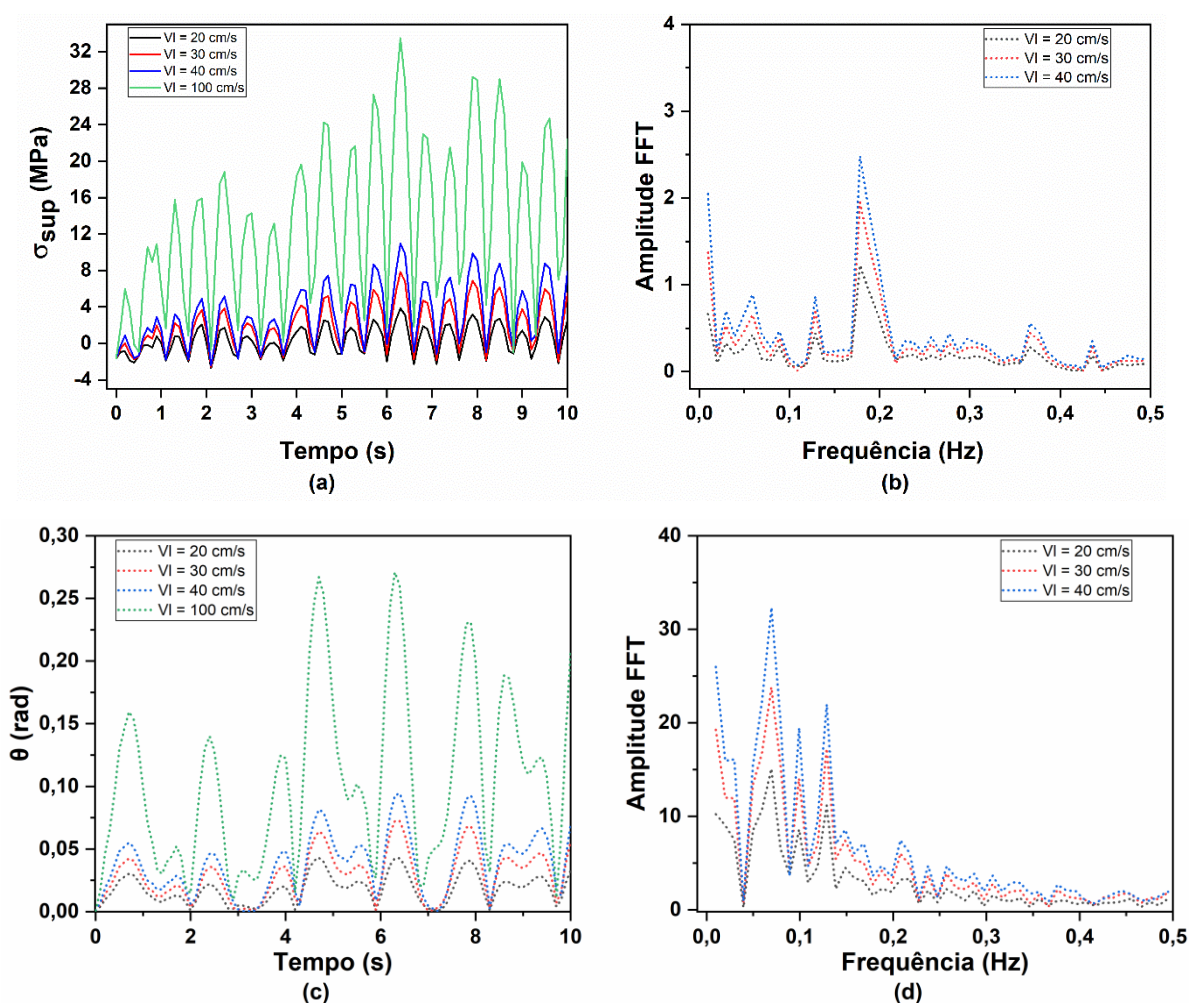 VI = 20 cm/s
VI = 30 cm/s
VI = 40 cm/s
VI = 100 cm/s
32
28
24
20
16
12
8
4
0
-4
σsup (MPa)
0 1 2 3 4 5 6 7 8 9 10
Tempo (s)
(a)
VI = 20 cm/s
VI = 30 cm/s
VI = 40 cm/s
4
3
2
1
0
Amplitude FFT
0,0 0,1 0,2 0,3 0,4 0,5
Frequência (Hz)
(b)
VI = 20 cm/s
VI = 30 cm/s
VI = 40 cm/s
VI = 100 cm/s
0,30
0,25
0,20
0,15
0,10
0,05
0,00
θ (rad)
0 2 4 6 8 10
Tempo (s)
(c)
VI = 20 cm/s
VI = 30 cm/s
VI = 40 cm/s
40
30
20
10
0
Amplitude FFT
0,0 0,1 0,2 0,3 0,4 0,5
Frequência (Hz)
(d)